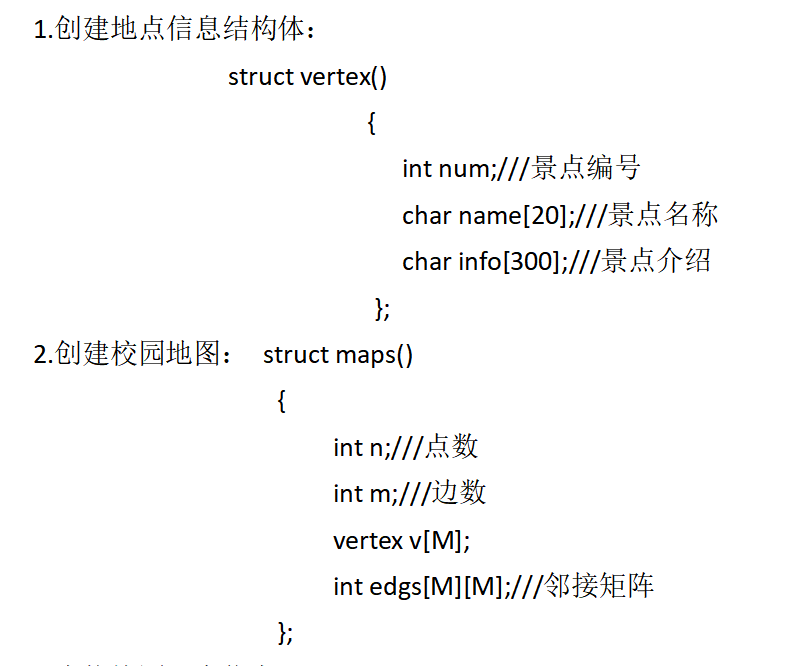 1.创建地点信息结构体：
struct vertex()
{
int num;///景点编号
char name[20];///景点名称
char info[300];///景点介绍
};
2.创建校园地图： struct maps()
{
int n;///点数
int m;///边数
vertex v[M];
int edgs[M][M];///邻接矩阵
};